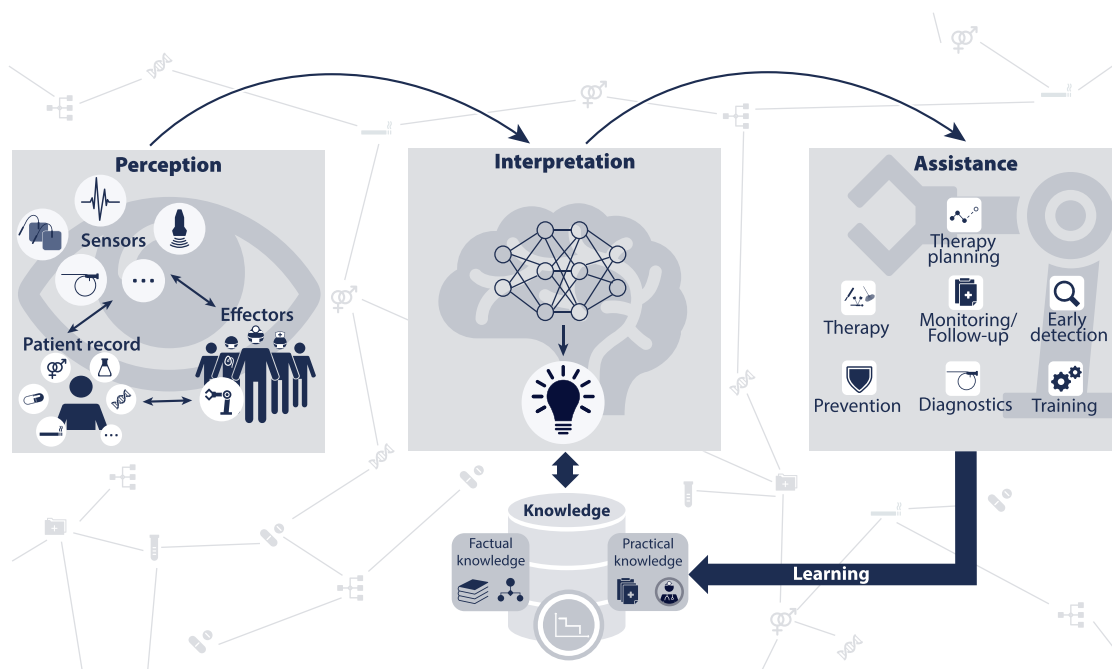 Perception
Sensors
Effectors
Patient record
Interpretation
Assistance
Therapy
planning
Therapy
Monitoring/
Follow-up
Early
detection
Prevention
Diagnostics
Training
Knowledge
Factual
knowledge
Practical
knowledge
Learning